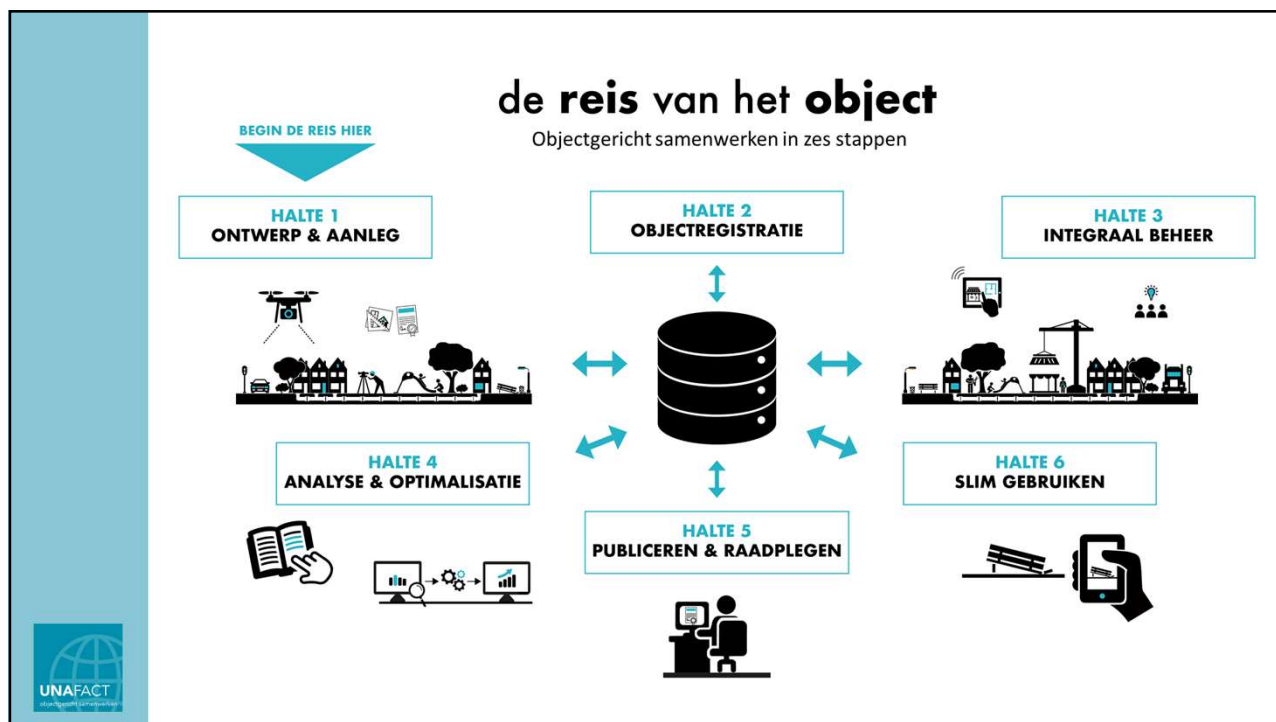 de reis van het object
Objectgericht samenwerken in zes stappen
BEGIN DE REIS HIER
HALTE 1
ONTWERP & AANLEG
HALTE 2
OBJECTREGISTRATIE
HALTE 3
INTEGRAAL BEHEER
HALTE 4
ANALYSE & OPTIMALISATIE
HALTE 5
PUBLICEREN & RAADPLEGEN
HALTE 6
SLIM GEBRUIKEN
UNAFACT
objectgericht samenwerken